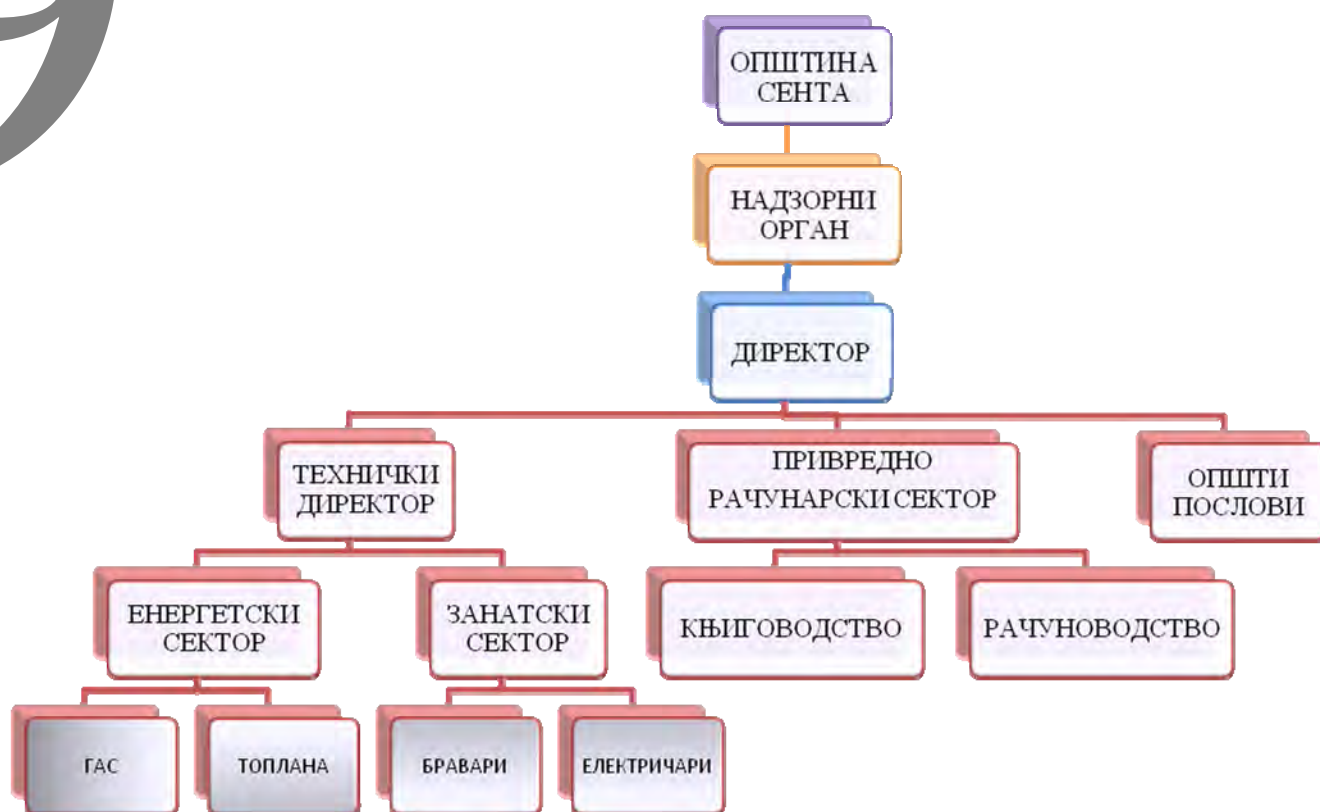 9
ОПШТИНА
СЕНТА
НАДЗОРНИ
ОРГАН
ДИРЕКТОР
ТЕХНИЧКИ
ДИРЕКТОР
ПРИВРЕДНО
РАЧУНАРСКИ СЕКТОР
ОПШТИ
ПОСЛОВИ
ЕНЕРГЕТСКИ
СЕКТОР
ЗАНАТСКИ
СЕКТОР
КЊИГОВОДСТВО
РАЧУНОВОДСТВО
ГАС
ТОПЛАНА
БРАВАРИ
ЕЛЕКТРИЧАРИ